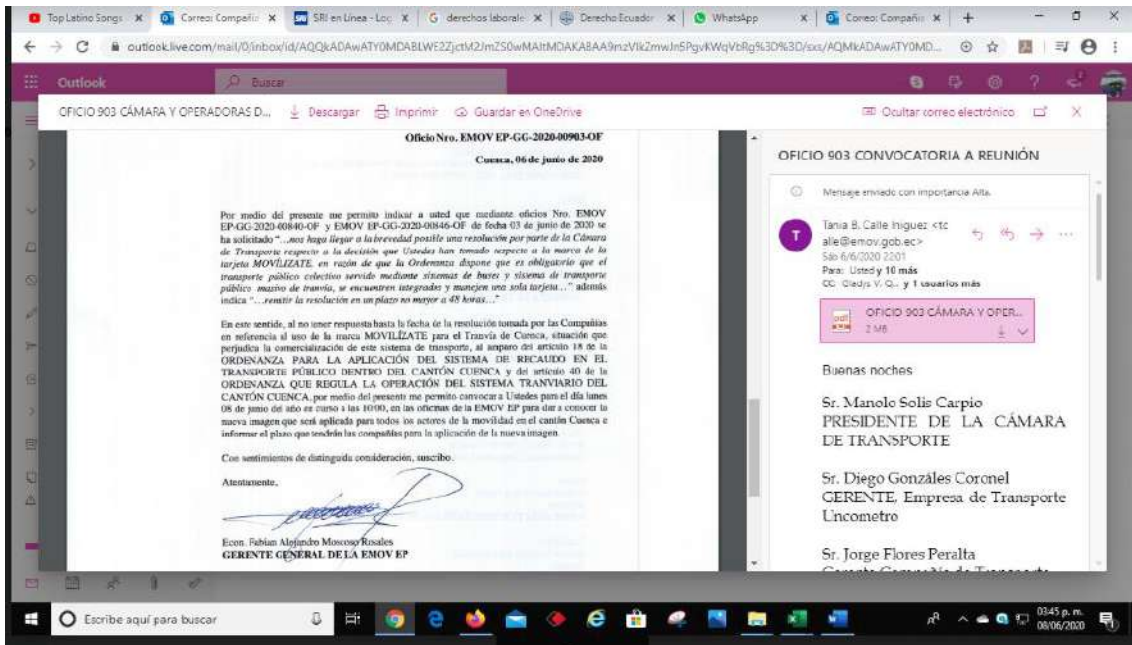 Top Latino Songs
Correo: Compañía
SRI en Línea - Log
derechos laborale
Derecho Ecuador
WhatsApp
Correo: Compañía
Outlook
Buscar
OFICIO 903 CÁMARA Y OPERADORAS D...
Descargar
Imprimir
Guardar en OneDrive
Ocultar correo electrónico
Oficio Nro. EMOV EP-GG-2020-00903-OF
Cuenca, 06 de junio de 2020
Por medio del presente me permito indicar a usted que mediante oficios Nro. EMOV
EP-GG-2020-00840-OF y EMOV EP-GG-2020-00846-OF de fecha 03 de junio de 2020 se
ha solicitado "...nos haga llegar a la brevedad posible una resolución por parte de la Cámara
de Transporte respecto a la decisión que Ustedes han tomado respecto a la marca de la
tarjeta MOVILÍZATE, en razón de que la Ordenanza dispone que es obligatorio que el
transporte público colectivo servido mediante sistemas de buses y sistema de transporte
público masivo de tranvía, se encuentren integrados y manejen una sola tarjeta..." además
indica "...remitir la resolución en un plazo no mayor a 48 horas..."
En este sentido, al no tener respuesta hasta la fecha de la resolución tomada por las Compañías
en referencia al uso de la marca MOVILÍZATE para el Tranvía de Cuenca, situación que
perjudica la comercialización de este sistema de transporte, al amparo del artículo 18 de la
ORDENANZA PARA LA APLICACIÓN DEL SISTEMA DE RECAUDO EN EL
TRANSPORTE PÚBLICO DENTRO DEL CANTÓN CUENCA y del artículo 40 de la
ORDENANZA QUE REGULA LA OPERACIÓN DEL SISTEMA TRANVIARIO DEL
CANTÓN CUENCA, por medio del presente me permito convocar a Ustedes para el día lunes
08 de junio del año en curso a las 10:00, en las oficinas de la EMOV EP para dar a conocer la
nueva imagen que será aplicada para todos los actores de la movilidad en el cantón Cuenca e
informar el plazo que tendrán las compañías para la aplicación de la nueva imagen.
Con sentimientos de distinguida consideración, suscribo.
Atentamente,
Econ. Fabian Alejandro Moscoso Rosales
GERENTE GENERAL DE LA EMOV EP
OFICIO 903 CONVOCATORIA A REUNIÓN
Mensaje enviado con importancia Alta.
T
Tania B. Calle Iniguez <tc
alle@emov.gob.ec>
Sáb 6/6/2020 22:01
Para: Usted y 10 más
CC: Gladys V. Q. y 1 usuarios más
OFICIO 903 CÁMARA Y OPER...
2 MB
Buenas noches
Sr. Manolo Solis Carpio
PRESIDENTE DE LA CÁMARA
DE TRANSPORTE
Sr. Diego Gonzáles Coronel
GERENTE, Empresa de Transporte
Uncometro
Sr. Jorge Flores Peralta
Escribe aquí para buscar
03:45 p. m.
08/06/2020